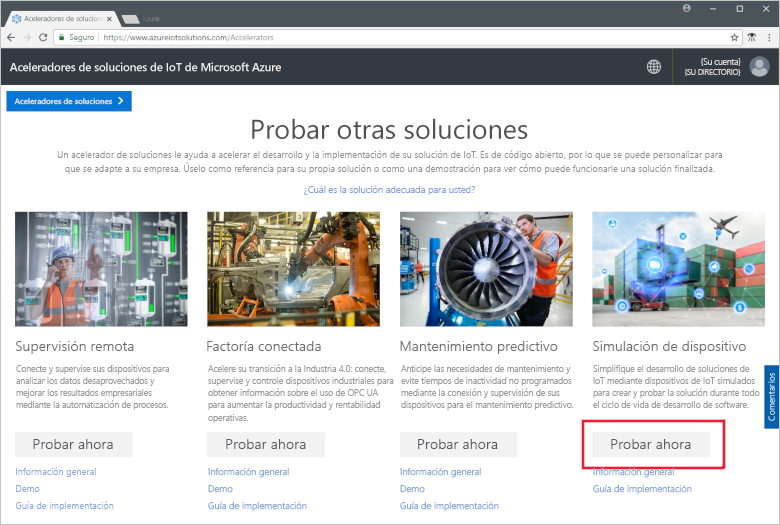 Aceleradores de solucione
Azure
Seguro
https://www.azureiotsolutions.com/Accelerators
Aceleradores de soluciones de IoT de Microsoft Azure
{Su cuenta}
{SU DIRECTORIO}
Aceleradores de soluciones
Probar otras soluciones
Un acelerador de soluciones le ayuda a acelerar el desarrollo y la implementación de su solución de IoT. Es de código abierto, por lo que se puede personalizar para
que se adapte a su empresa. Úselo como referencia para su propia solución o como una demostración para ver cómo puede funcionarle una solución finalizada.
¿Cuál es la solución adecuada para usted?
Supervisión remota
Conecte y supervise sus dispositivos para
analizar los datos desaprovechados y
mejorar los resultados empresariales
mediante la automatización de procesos.
Probar ahora
Información general
Demo
Guía de implementación
Factoría conectada
Acelere su transición a la Industria 4.0: conecte,
supervise y controle dispositivos industriales para
obtener información sobre el uso de OPC UA
para aumentar la productividad y rentabilidad
operativas.
Probar ahora
Información general
Demo
Guía de implementación
Mantenimiento predictivo
Anticipe las necesidades de mantenimiento y
evite tiempos de inactividad no programados
mediante la conexión y supervisión de
sus dispositivos para el mantenimiento predictivo.
Probar ahora
Información general
Demo
Guía de implementación
Simulación de dispositivo
Simplifique el desarrollo de soluciones de
IoT mediante dispositivos de IoT simulados
para crear y probar la solución durante todo
el ciclo de vida de desarrollo de software.
Probar ahora
Información general
Guía de implementación
Comentarios